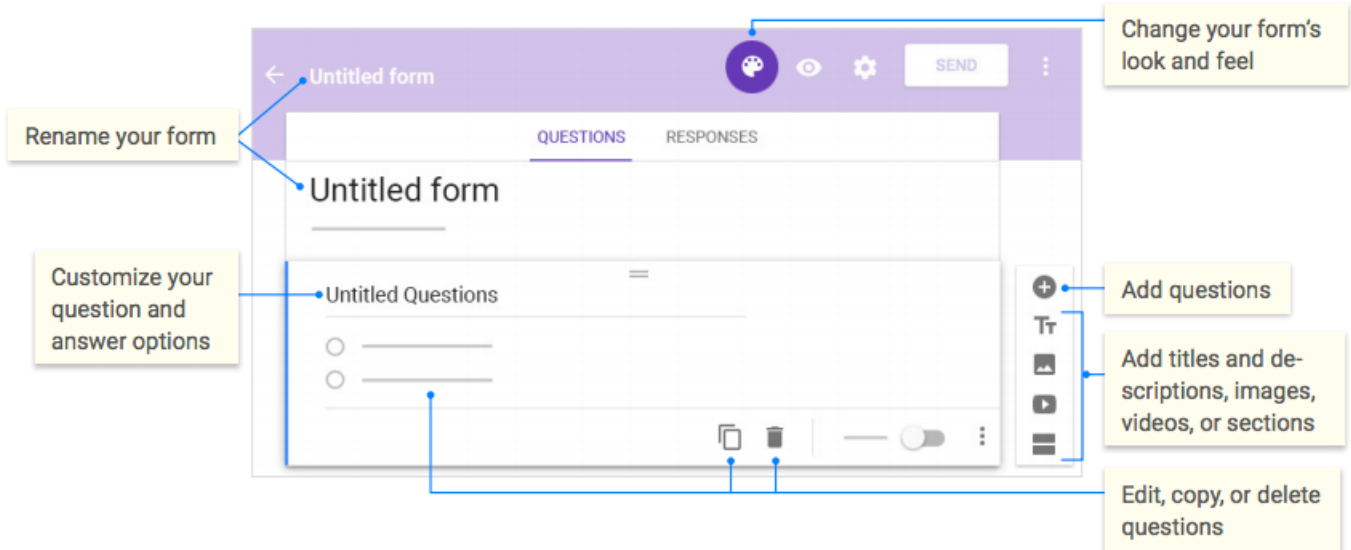 Change your form's
look and feel
Untitled form
SEND
Rename your form
QUESTIONS RESPONSES
Untitled form
Customize your
question and
answer options
Untitled Questions
Add questions
Tт
Add titles and de-
scriptions, images,
videos, or sections
Edit, copy, or delete
questions